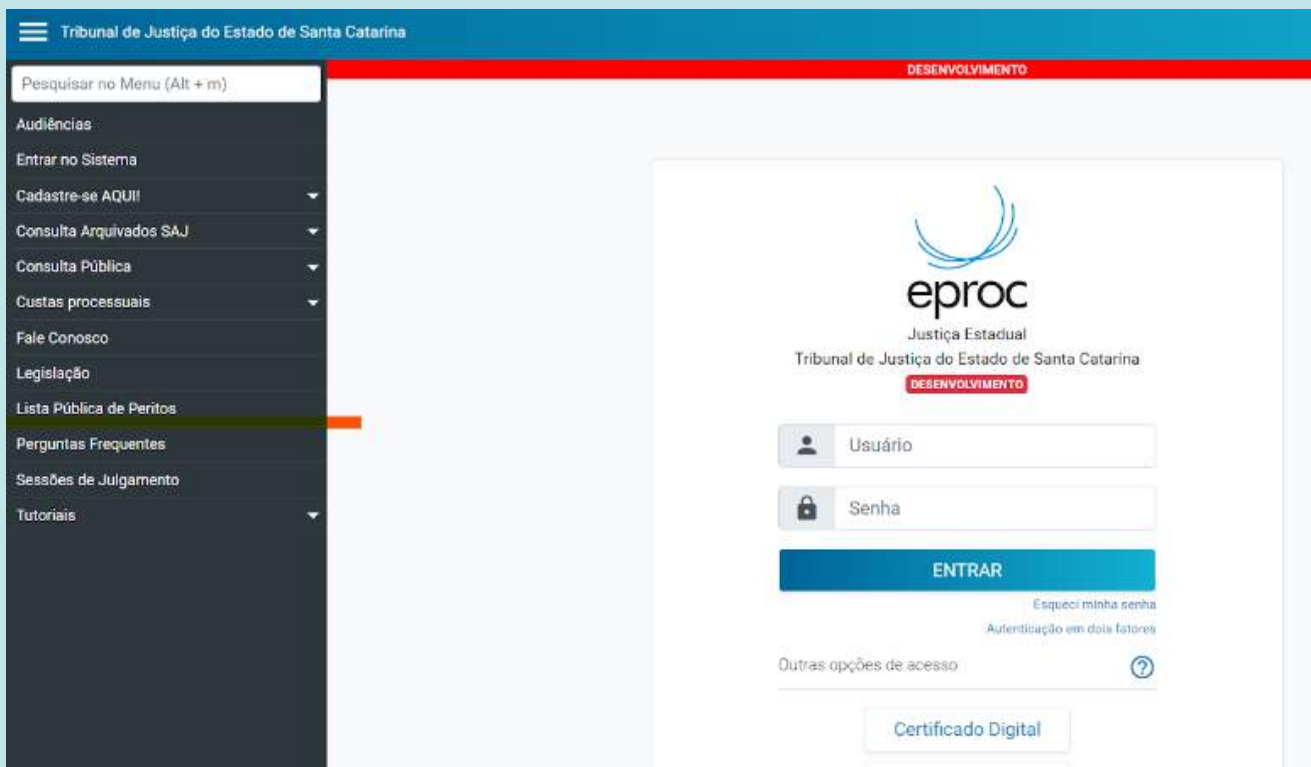 Tribunal de Justiça do Estado de Santa Catarina
DESENVOLVIMENTO
Pesquisar no Menu (Alt + m)
Audiências
Entrar no Sistema
Cadastre-se AQUI!
Consulta Arquivados SAJ
Consulta Pública
Custas processuais
Fale Conosco
Legislação
Lista Pública de Peritos
Perguntas Frequentes
Sessões de Julgamento
Tutoriais
eproc
Justiça Estadual
Tribunal de Justiça do Estado de Santa Catarina
DESENVOLVIMENTO
Usuário
Senha
ENTRAR
Esqueci minha senha
Autenticação em dois fatores
Outras opções de acesso
Certificado Digital